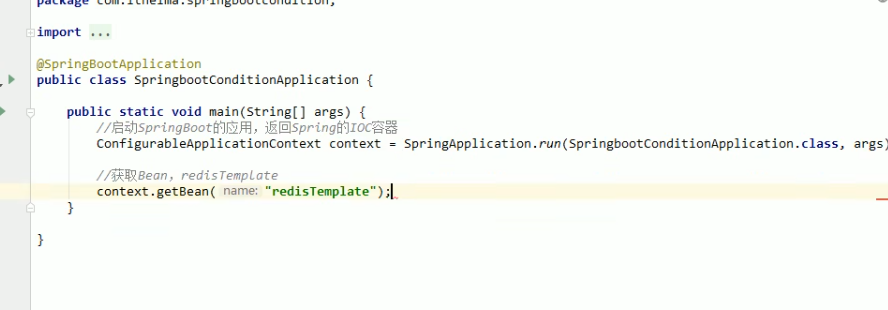 package com.itheima.springbootcondition;
import ...
@SpringBootApplication
public class SpringbootConditionApplication {
public static void main(String[] args) {
//启动SpringBoot的应用，返回Spring的IOC容器
ConfigurableApplicationContext context = SpringApplication.run(SpringbootConditionApplication.class, args)
//获取Bean，redisTemplate
context.getBean( name: "redisTemplate");
}
}